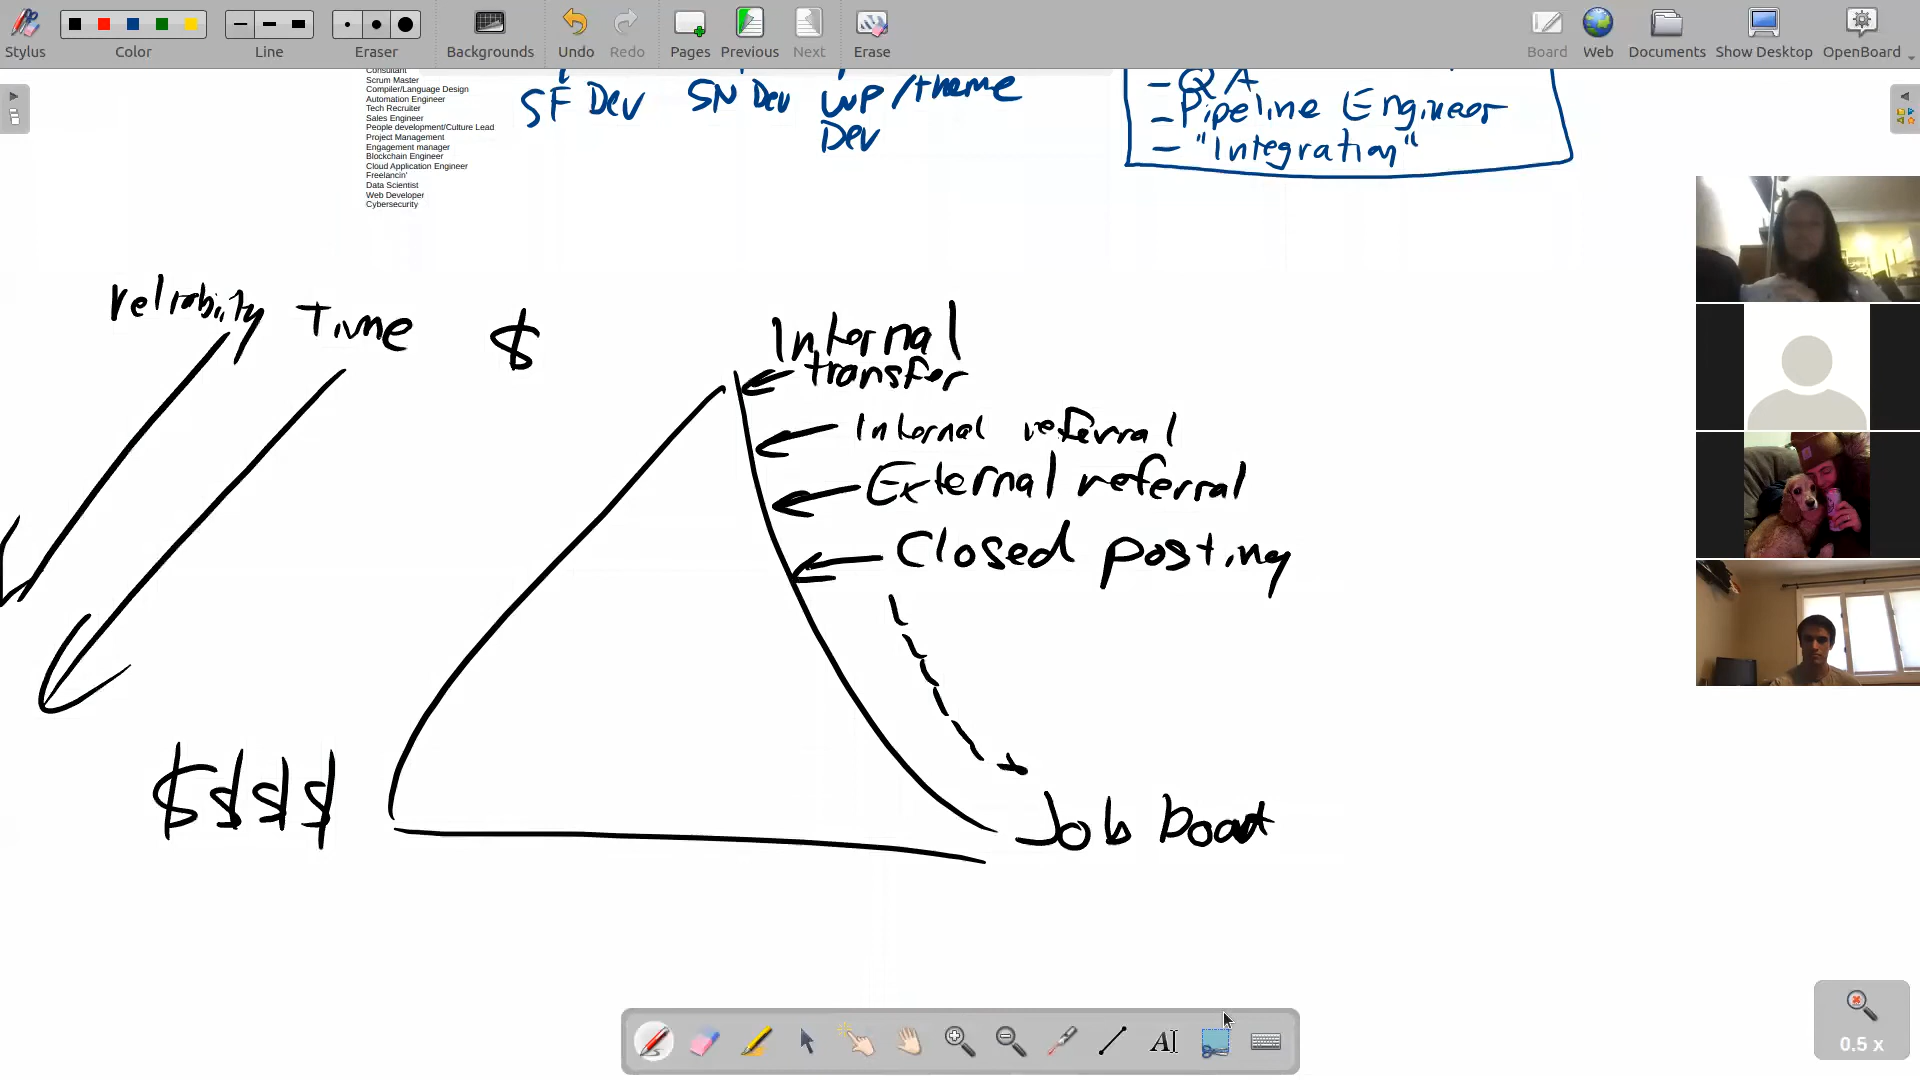 Stylus
Color
Line
Eraser
Backgrounds
Undo
Redo
Pages
Previous
Next
Erase
Board
Web
Documents
Show Desktop
OpenBoard
Consultant
Scrum Master
Compiler/Language Design
Automation Engineer
Tech Recruiter
Sales Engineer
People development/Culture Lead
Project Management
Engagement manager
Blockchain Engineer
Cloud Application Engineer
Freelancin'
Data Scientist
Web Developer
Cybersecurity
SF Dev SN Dev WP/theme
Dev
- QA
- Pipeline Engineer
- "Integration"
reliability Time $
Internal
transfer
Internal referral
External referral
Closed posting
$$$$
Job board
0.5 x